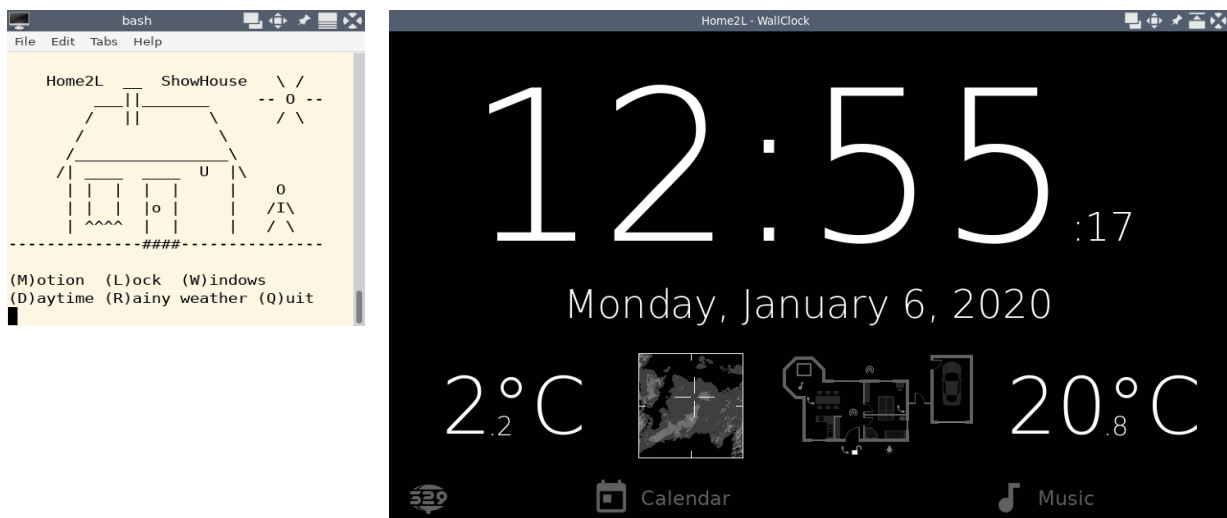 bash
File Edit Tabs Help
Home2L ShowHouse
(M)otion (L)ock (W)indows
(D)aytime (R)ainy weather (Q)uit
Home2L - WallClock
12:55:17
Monday, January 6, 2020
2.2°C
20.8°C
529
Calendar
Music